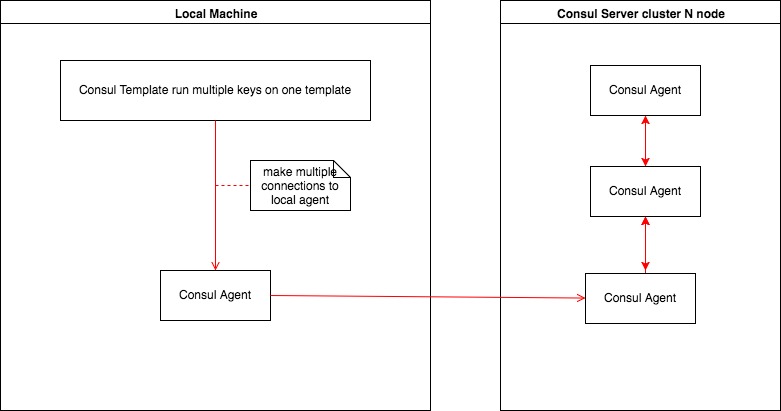 Local Machine
Consul Server cluster N node
Consul Template run multiple keys on one template
make multiple
connections to
local agent
Consul Agent
Consul Agent
Consul Agent
Consul Agent